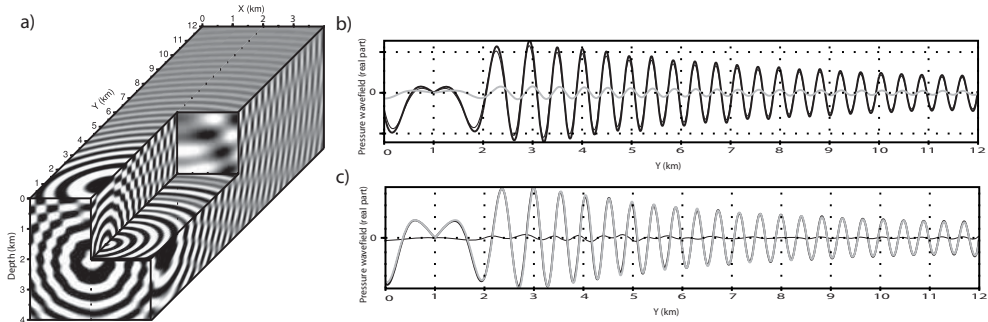 a)
X (km)
0 1 2 3
12
11
10
9
8
7
6
5
4
3
2
1
Y (km)
0
1
2
3
4
Depth (km)
b)
Pressure wavefield (real part)
0
0 1 2 3 4 5 6 7 8 9 10 11 12
Y (km)
c)
Pressure wavefield (real part)
0
0 1 2 3 4 5 6 7 8 9 10 11 12
Y (km)